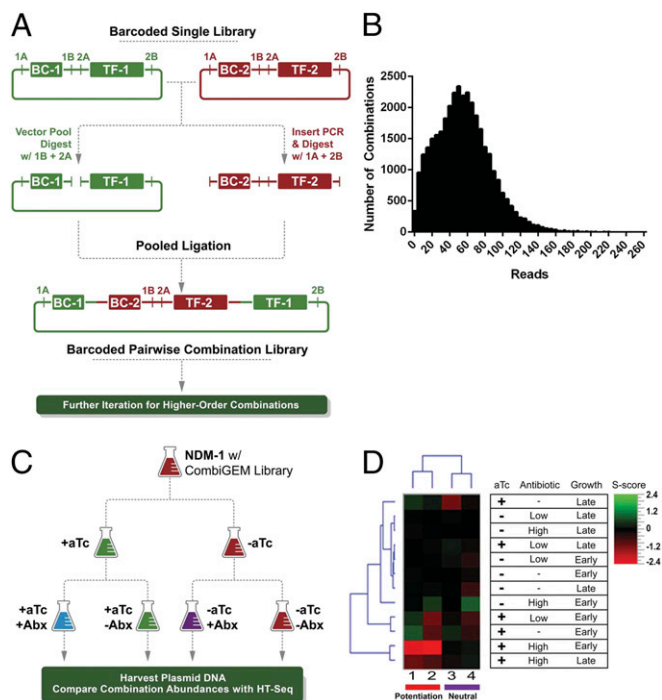 A
Barcoded Single Library
1A 1B 2A 2B
BC-1 TF-1
1A 1B 2A 2B
BC-2 TF-2
Vector Pool
Digest
w/ 1B + 2A
Insert PCR
& Digest
w/ 1A + 2B
BC-1 TF-1
BC-2 TF-2
Pooled Ligation
1A 1B 2A 2B
BC-1 BC-2 TF-2 TF-1
Barcoded Pairwise Combination Library
Further Iteration for Higher-Order Combinations
B
Number of Combinations
2500
2000
1500
1000
500
0
0 20 40 60 80 100 120 140 160 180 200 220 240 260
Reads
C
NDM-1 w/
CombiGEM Library
+aTc -aTc
+aTc +aTc -aTc -aTc
+Abx -Abx +Abx -Abx
Harvest Plasmid DNA
Compare Combination Abundances with HT-Seq
D
aTc Antibiotic Growth S-score
+ - Late
- Low Late
- High Late
+ Low Late
- Low Early
- - Early
- - Late
- High Early
+ Low Early
+ - Early
+ High Early
+ High Late
2.4
1.2
0
-1.2
-2.4
1 2 3 4
Potentiation Neutral